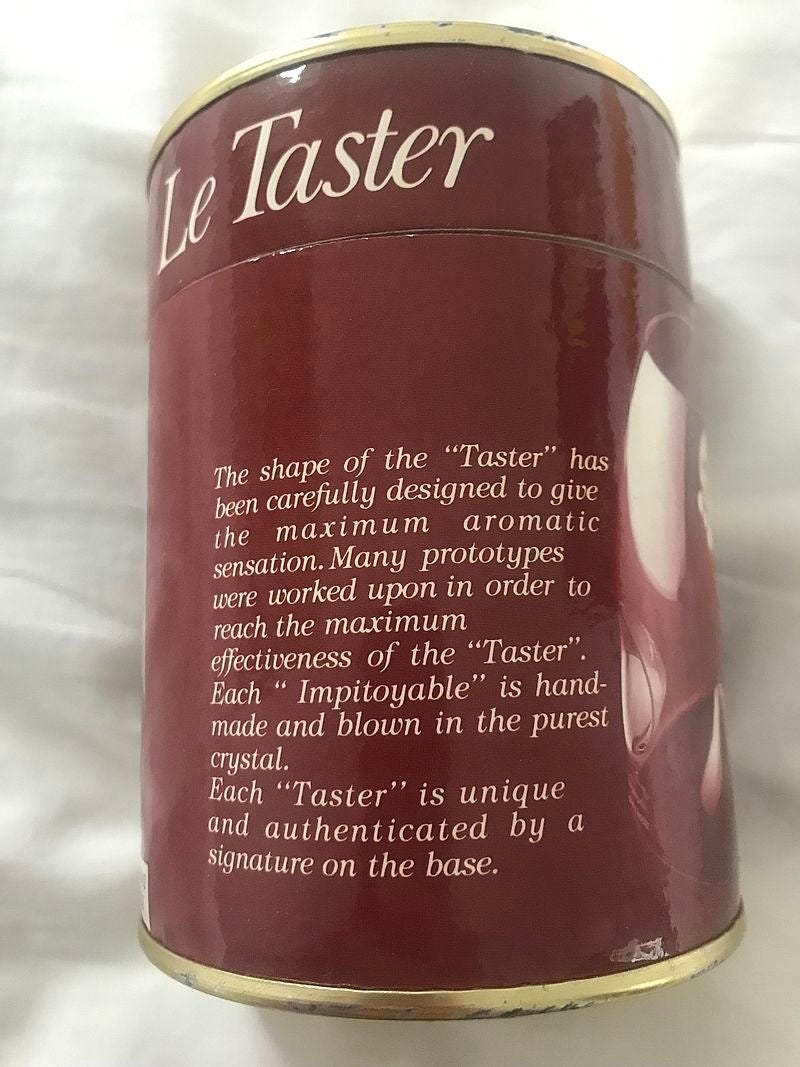 Le Taster
The shape of the “Taster” has
been carefully designed to give
the maximum aromatic
sensation. Many prototypes
were worked upon in order to
reach the maximum
effectiveness of the “Taster”.
Each “ Impitoyable” is hand-
made and blown in the purest
crystal.
Each “Taster” is unique
and authenticated by a
signature on the base.